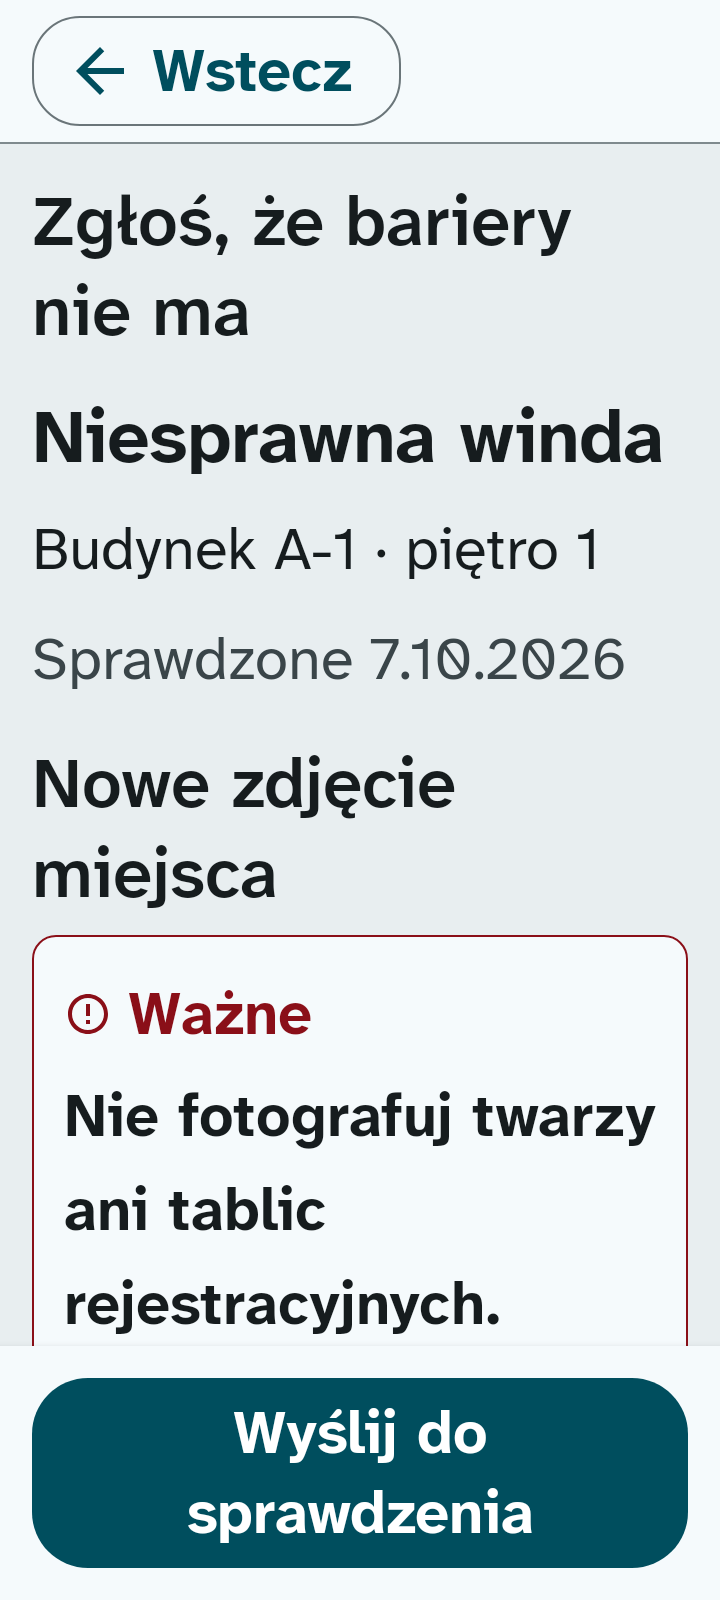 Wstecz
Zgłoś, że bariery
nie ma
Niesprawna winda
Budynek A-1 · piętro 1
Sprawdzone 7.10.2026
Nowe zdjęcie
miejsca
Ważne
Nie fotografuj twarzy
ani tablic
rejestracyjnych.
Wyślij do
sprawdzenia